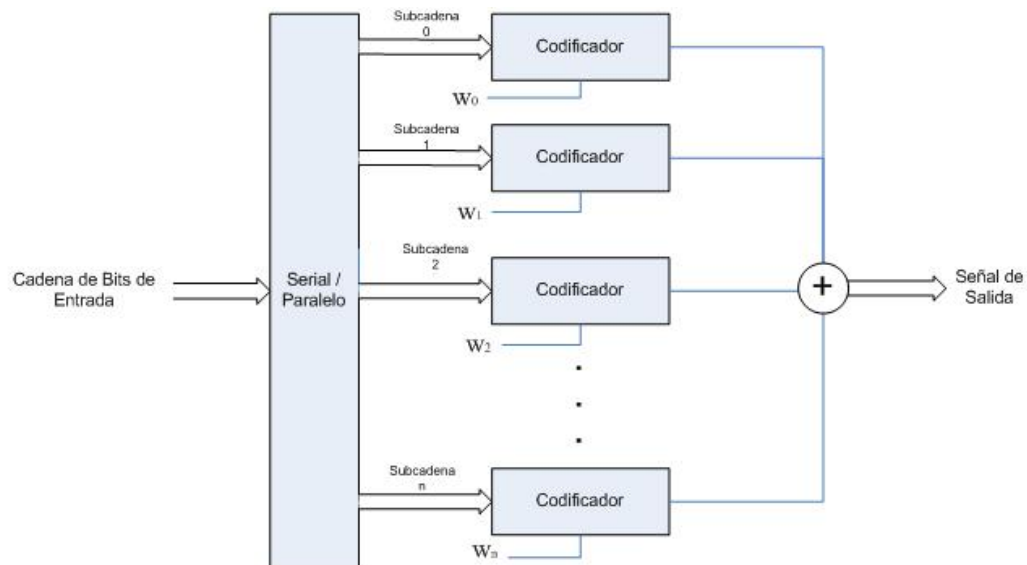 Subcadena
0
Codificador
W0
Subcadena
1
Codificador
W1
Cadena de Bits de
Entrada
Serial /
Paralelo
Subcadena
2
Codificador
W2
+
Señal de
Salida
Subcadena
n
Codificador
Wn